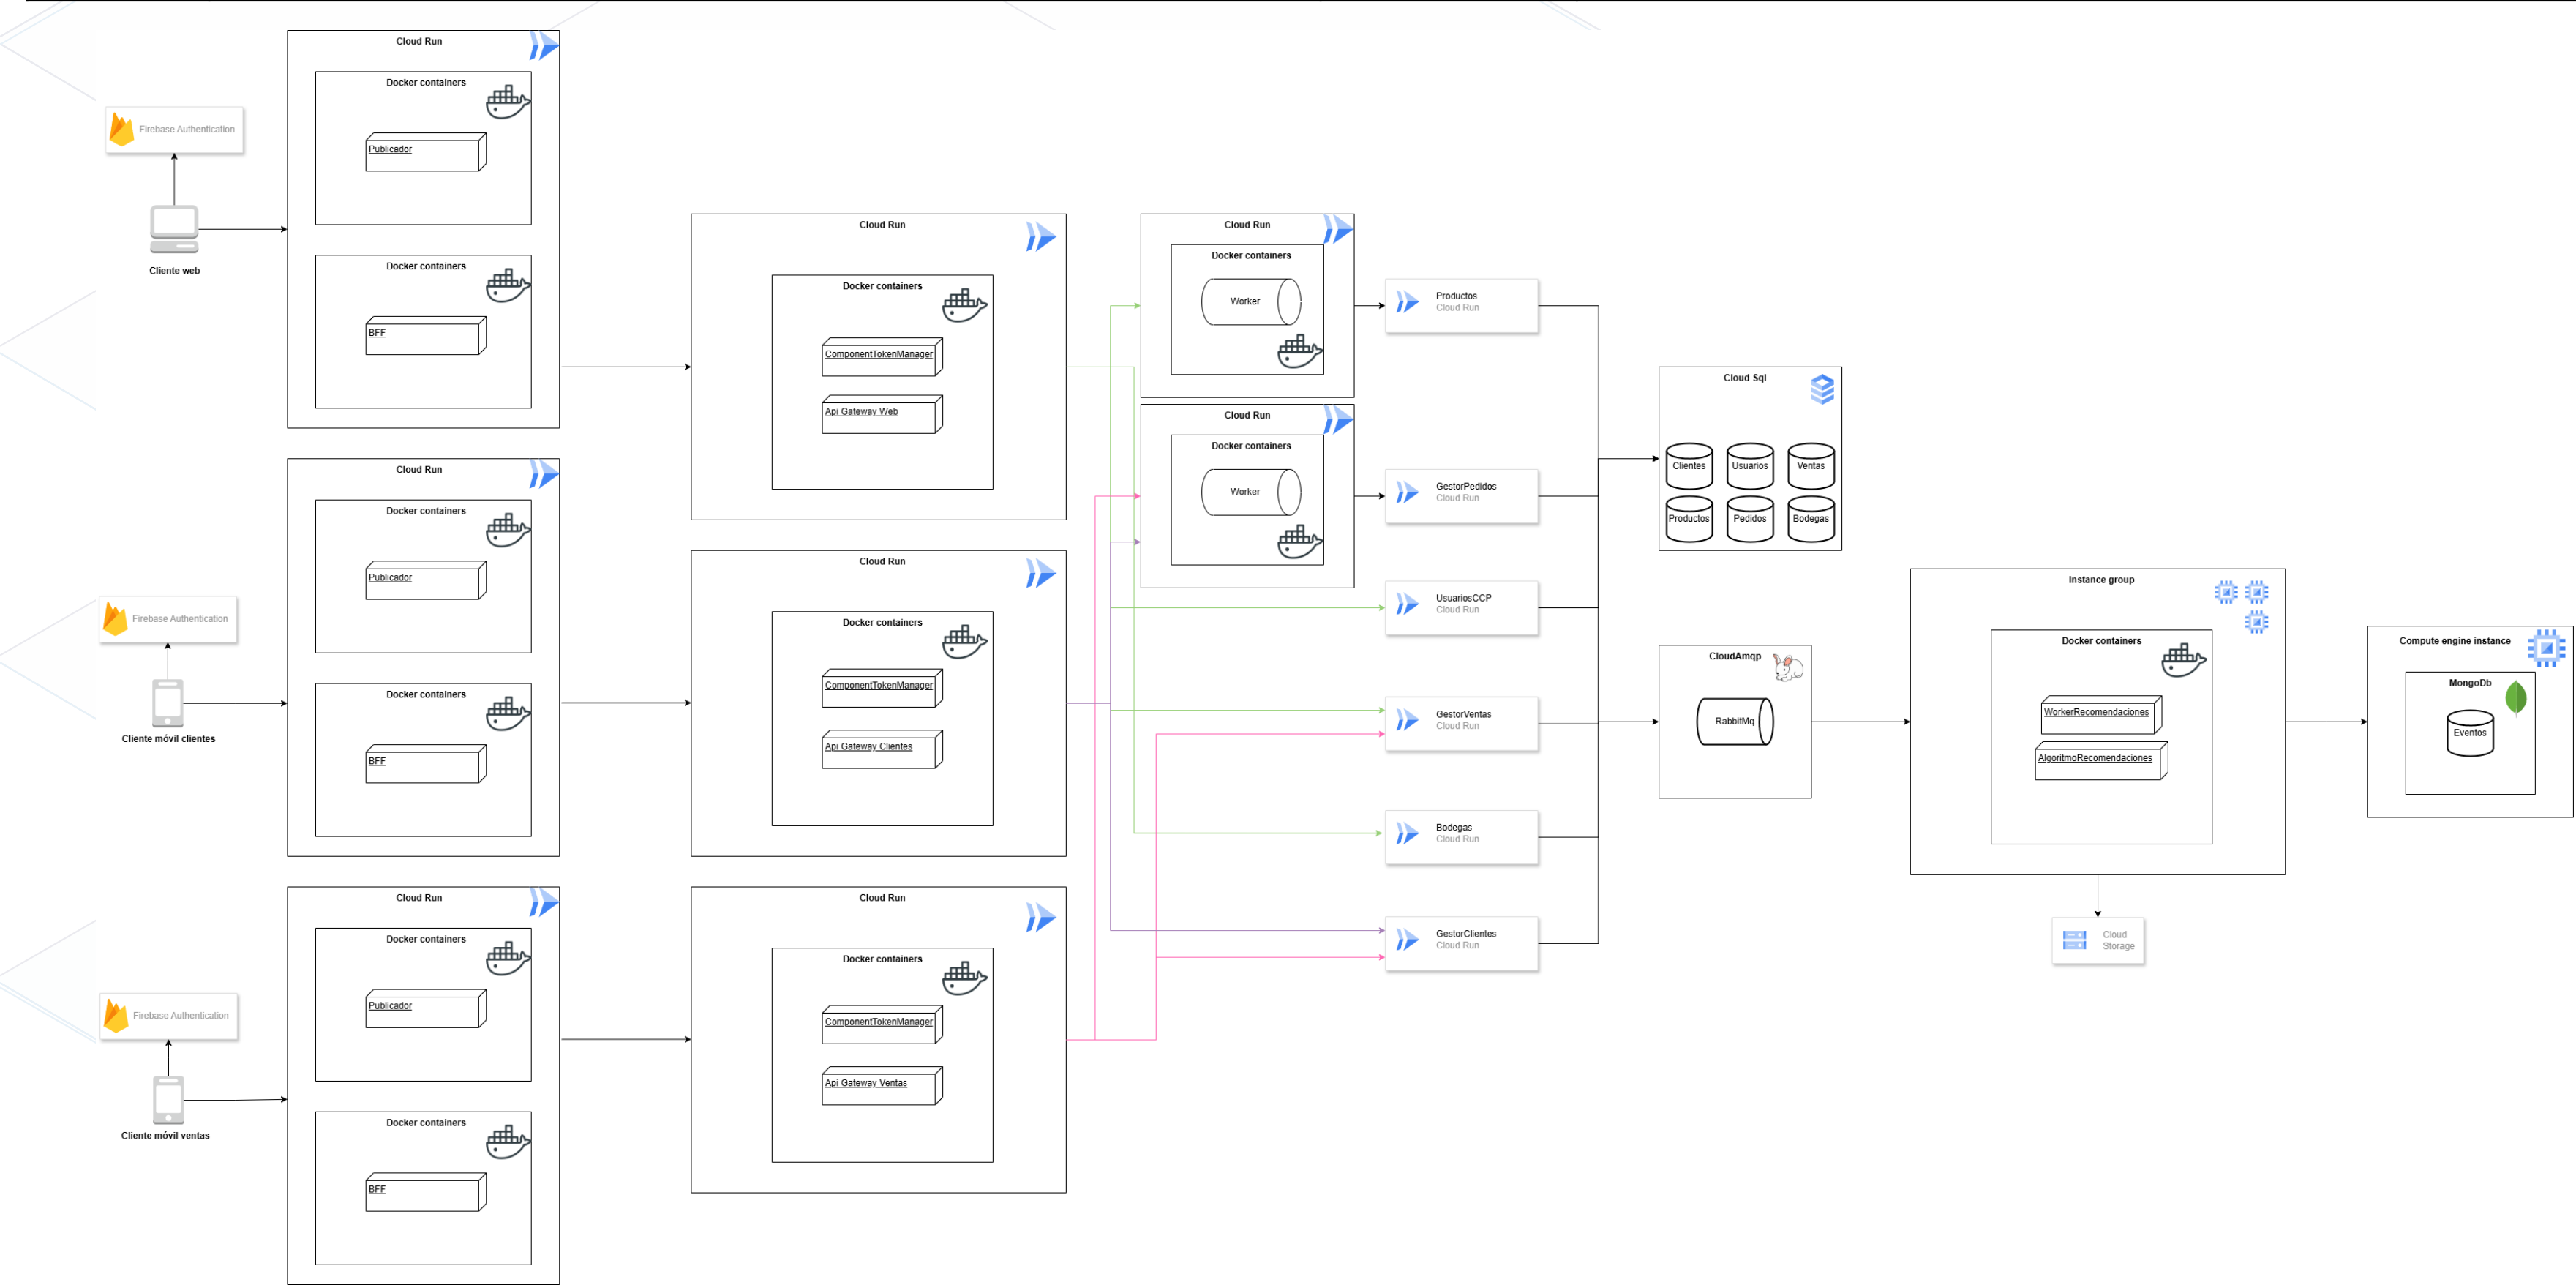 Cloud Run
Docker containers
Publicador
Docker containers
BFF
Firebase Authentication
Cliente web
Cloud Run
Docker containers
Publicador
Docker containers
BFF
Firebase Authentication
Cliente móvil clientes
Cloud Run
Docker containers
Publicador
Docker containers
BFF
Firebase Authentication
Cliente móvil ventas
Cloud Run
Docker containers
ComponentTokenManager
Api Gateway Web
Cloud Run
Docker containers
ComponentTokenManager
Api Gateway Clientes
Cloud Run
Docker containers
ComponentTokenManager
Api Gateway Ventas
Cloud Run
Docker containers
Worker
Cloud Run
Docker containers
Worker
Productos
Cloud Run
GestorPedidos
Cloud Run
UsuariosCCP
Cloud Run
GestorVentas
Cloud Run
Bodegas
Cloud Run
GestorClientes
Cloud Run
Cloud Sql
Clientes
Usuarios
Ventas
Productos
Pedidos
Bodegas
CloudAmqp
RabbitMq
Instance group
Docker containers
WorkerRecomendaciones
AlgoritmoRecomendaciones
Cloud
Storage
Compute engine instance
MongoDb
Eventos